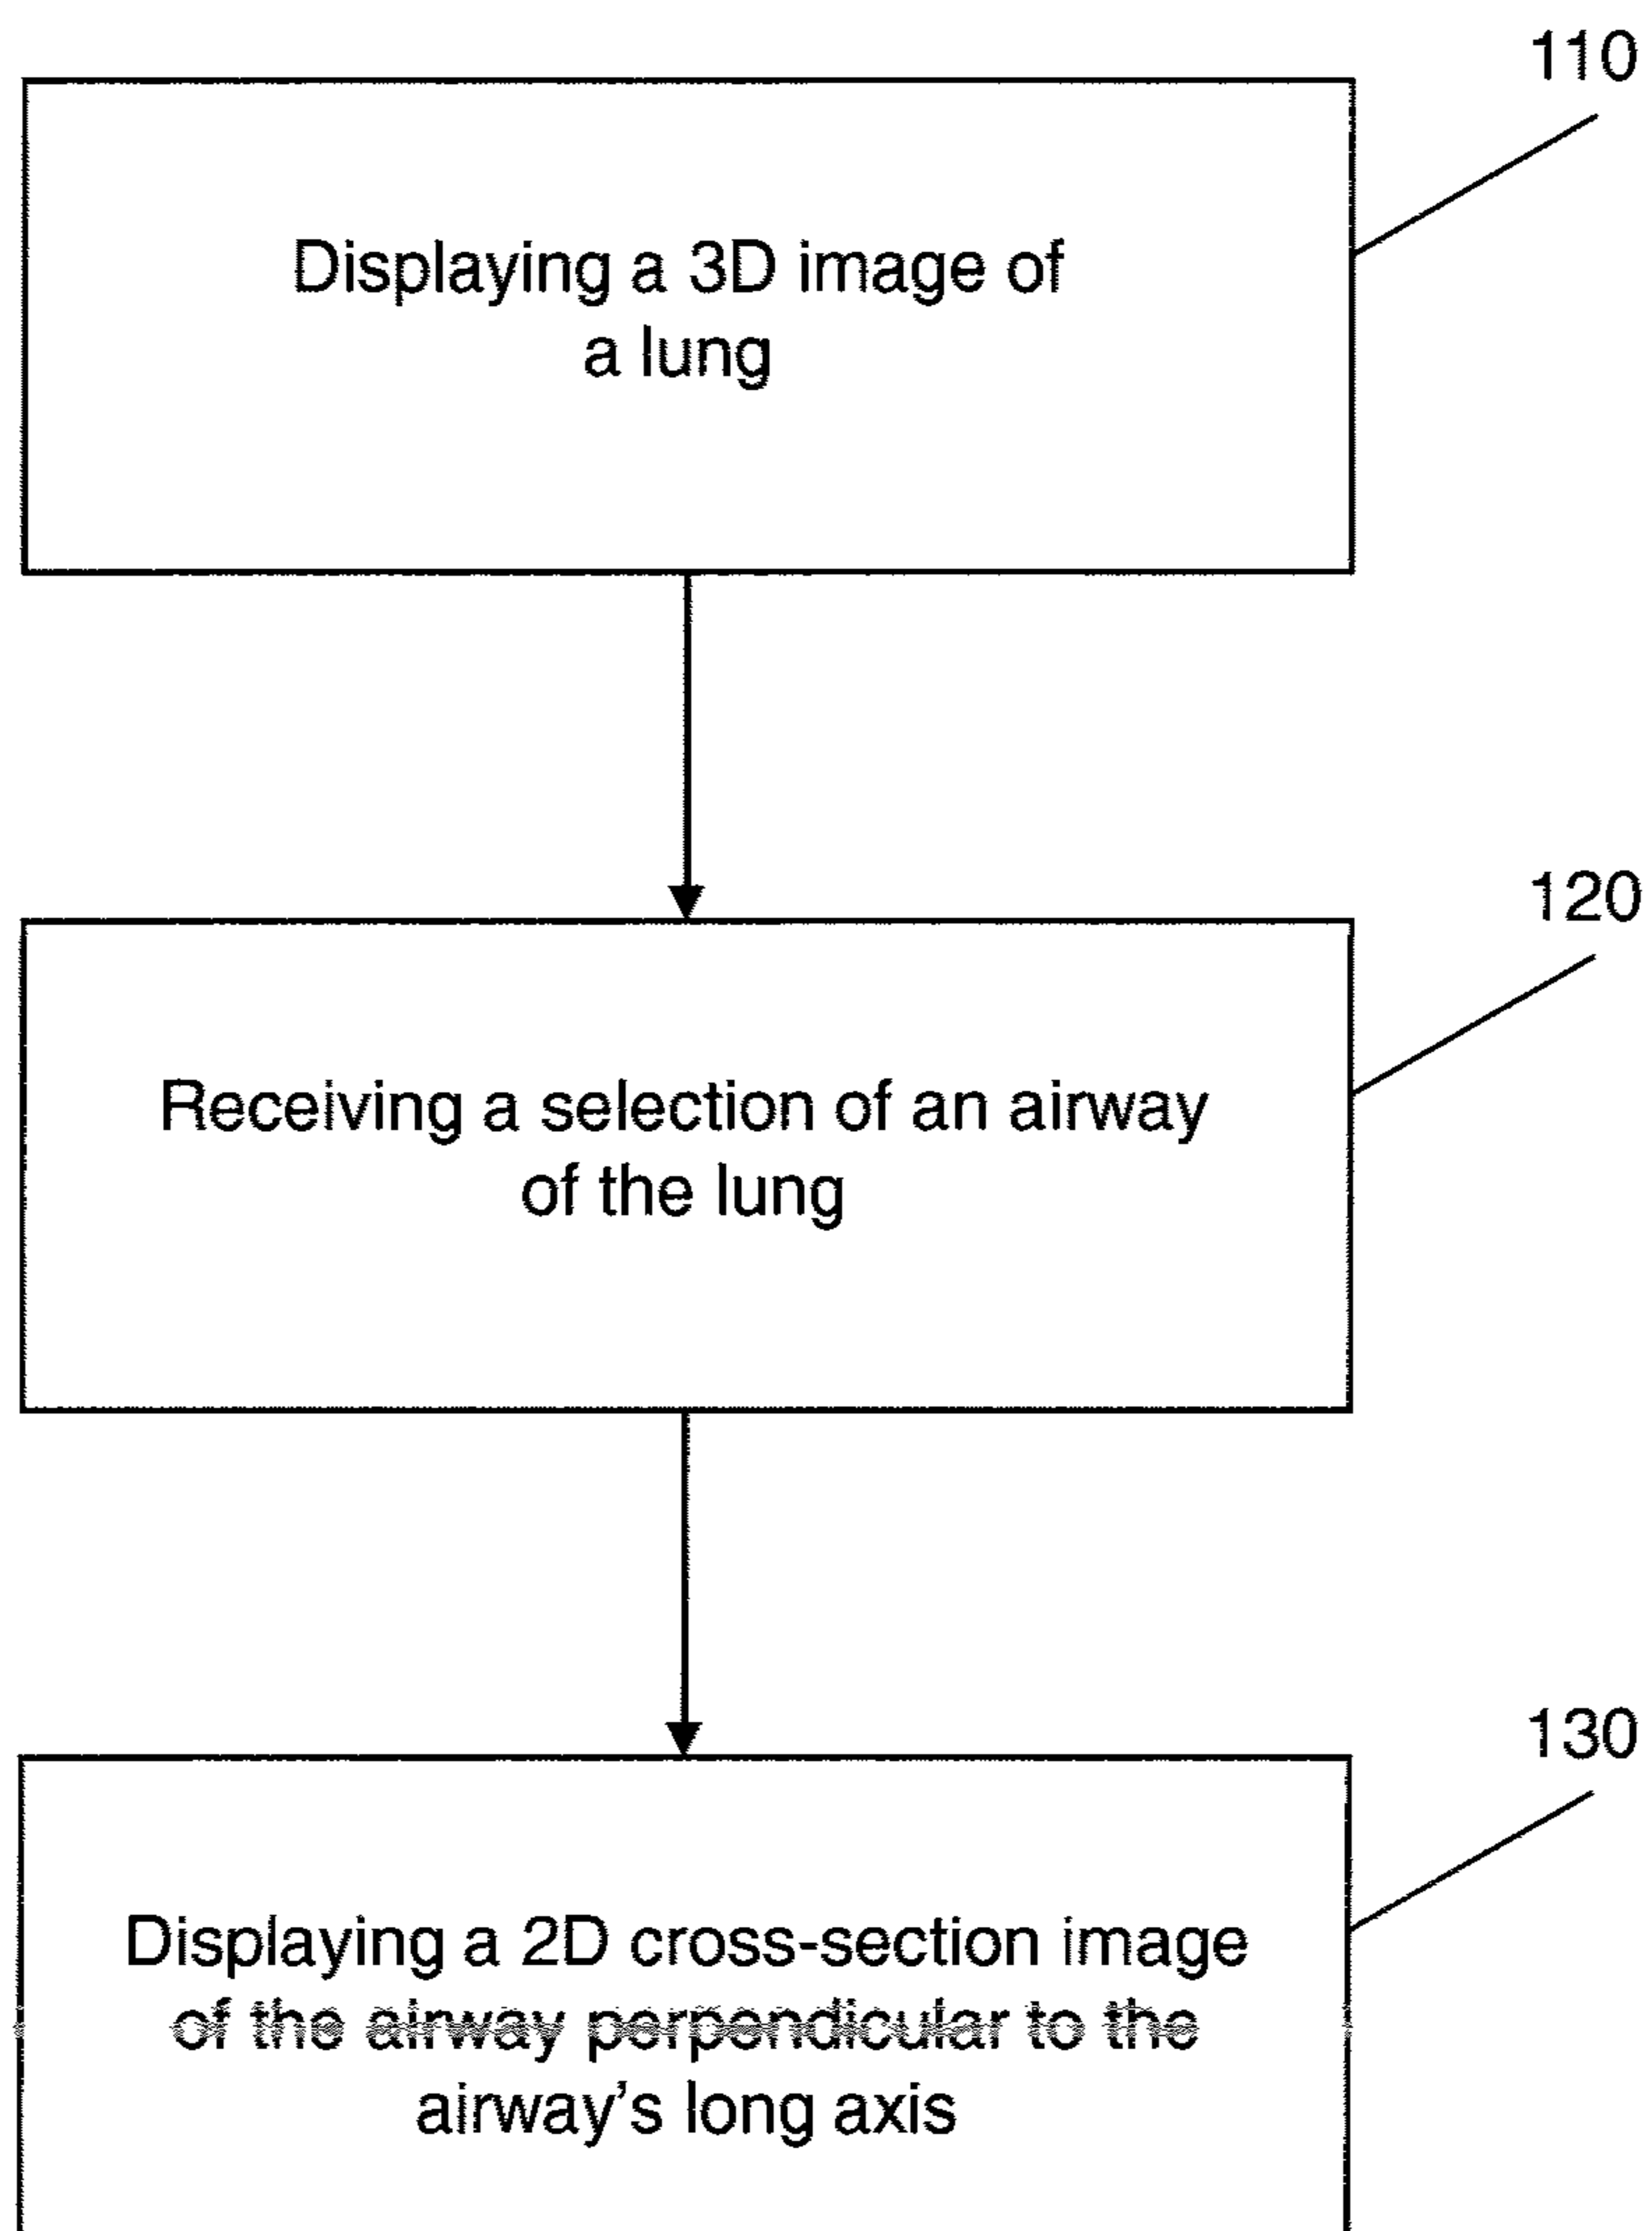 110
Displaying a 3D image of
a lung
120
Receiving a selection of an airway
of the lung
130
Displaying a 2D cross-section image
of the airway perpendicular to the
airway's long axis